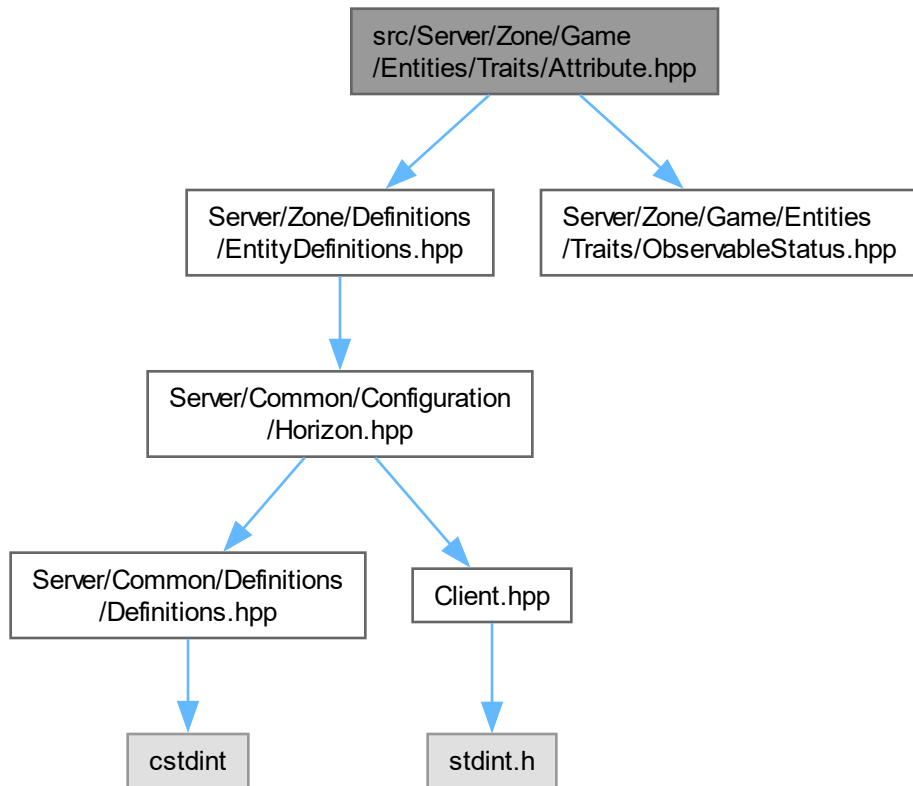 src/Server/Zone/Game
/Entities/Traits/Attribute.hpp
Server/Zone/Definitions
/EntityDefinitions.hpp
Server/Zone/Game/Entities
/Traits/ObservableStatus.hpp
Server/Common/Configuration
/Horizon.hpp
Server/Common/Definitions
/Definitions.hpp
Client.hpp
cstdint
stdint.h